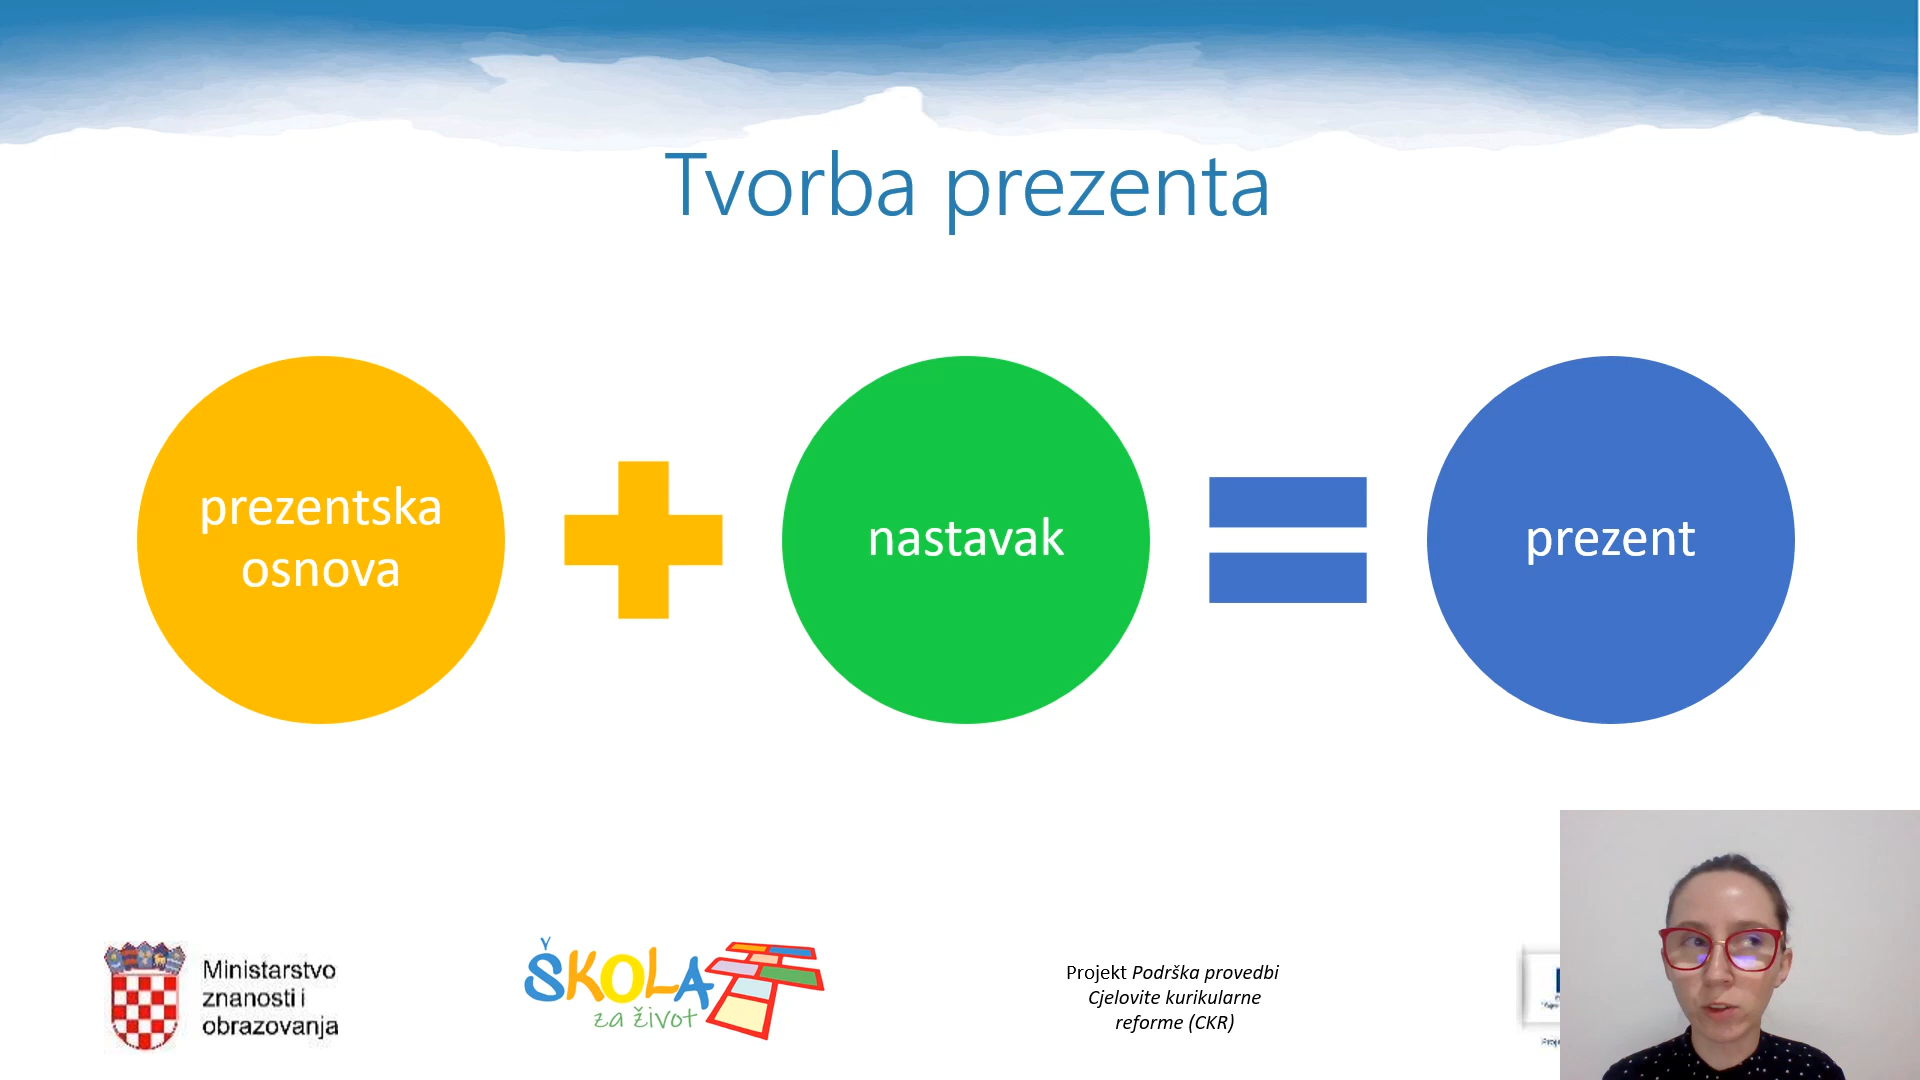 Tvorba prezenta
prezentska
osnova
nastavak
prezent
Ministarstvo
znanosti i
obrazovanja
ŠKOLA
za život
Projekt Podrška provedbi
Cjelovite kurikularne
reforme (CKR)